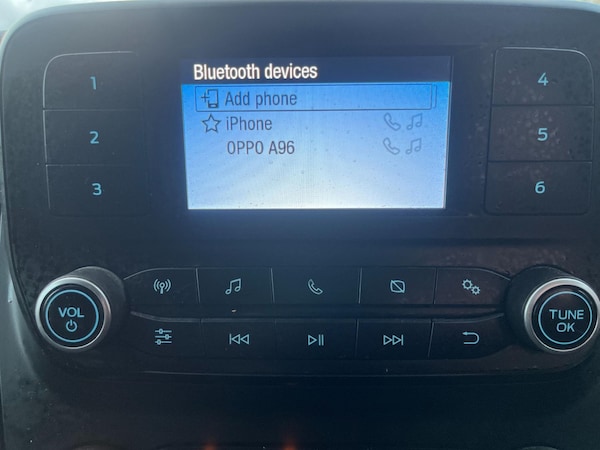 Bluetooth devices
Add phone
iPhone
OPPO A96
1
2
3
4
5
6
VOL
TUNE
OK